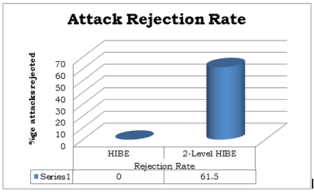 Attack Rejection Rate
%ge attacks rejected
70
60
50
40
30
20
10
0
HIBE 2-Level HIBE
Rejection Rate
Series1 0 61.5